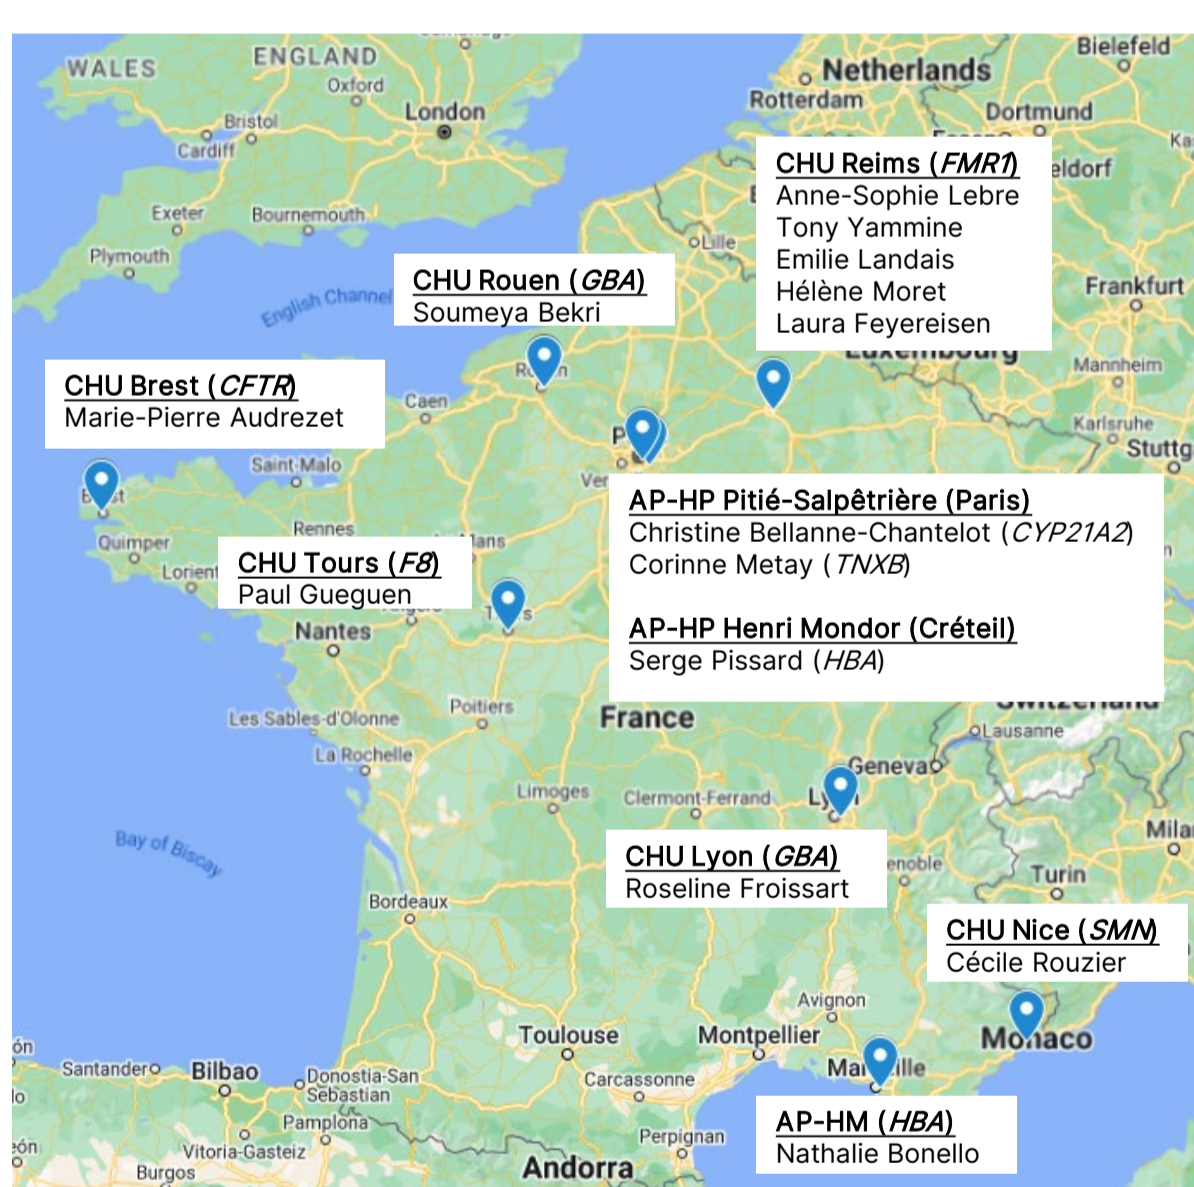 WALES
ENGLAND
Oxford
London
Bristol
Cardiff
Exeter
Bournemouth
Plymouth
English Channel
Netherlands
Rotterdam
Bielefeld
Dortmund
Lille
Frankfurt
Mannheim
Karlsruhe
Luxembourg
CHU Reims (FMR1)
Anne-Sophie Lebre
Tony Yammine
Emilie Landais
Hélène Moret
Laura Feyereisen
CHU Rouen (GBA)
Soumeya Bekri
CHU Brest (CFTR)
Marie-Pierre Audrezet
Caen
Saint-Malo
Rennes
Quimper
Lorient
CHU Tours (F8)
Paul Gueguen
Nantes
AP-HP Pitié-Salpêtrière (Paris)
Christine Bellanne-Chantelot (CYP21A2)
Corinne Metay (TNXB)
AP-HP Henri Mondor (Créteil)
Serge Pissard (HBA)
Switzerland
Poitiers
France
Les Sables-d'Olonne
La Rochelle
Lausanne
Geneva
Limoges
Clermont-Ferrand
Bay of Biscay
CHU Lyon (GBA)
Roseline Froissart
Turin
Bordeaux
CHU Nice (SMN)
Cécile Rouzier
Avignon
Toulouse
Montpellier
Monaco
Santander
Bilbao
Donostia-San
Sebastian
Carcassonne
AP-HM (HBA)
Nathalie Bonello
Pamplona
Vitoria-Gasteiz
Burgos
Perpignan
Andorra